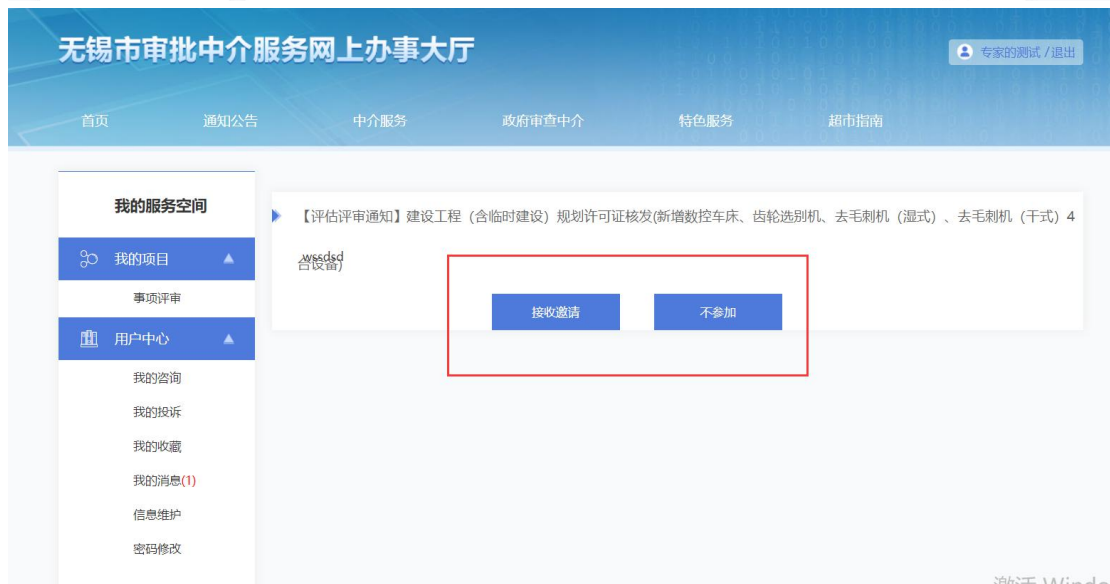 无锡市审批中介服务网上办事大厅
专家的测试 / 退出
首页 通知公告 中介服务 政府审查中介 特色服务 超市指南
我的服务空间
我的项目
事项评审
用户中心
我的咨询
我的投诉
我的收藏
我的消息(1)
信息维护
密码修改
【评估评审通知】建设工程（含临时建设）规划许可证核发(新增数控车床、齿轮选别机、去毛刺机（湿式）、去毛刺机（干式）4
台设备)
wssdsd
接收邀请 不参加
激活 Windo